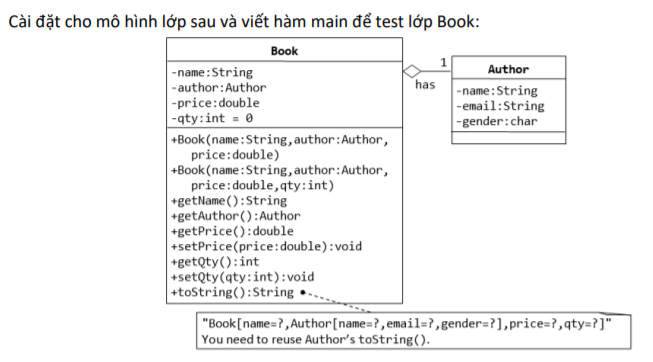 Cài đặt cho mô hình lớp sau và viết hàm main để test lớp Book:
Book
-name:String
-author:Author
-price:double
-qty:int = 0
+Book(name:String,author:Author,
price:double)
+Book(name:String,author:Author,
price:double,qty:int)
+getName():String
+getAuthor():Author
+getPrice():double
+setPrice(price:double):void
+getQty():int
+setQty(qty:int):void
+toString():String
1
has
Author
-name:String
-email:String
-gender:char
"Book[name=?,Author[name=?,email=?,gender=?],price=?,qty=?]"
You need to reuse Author's toString().